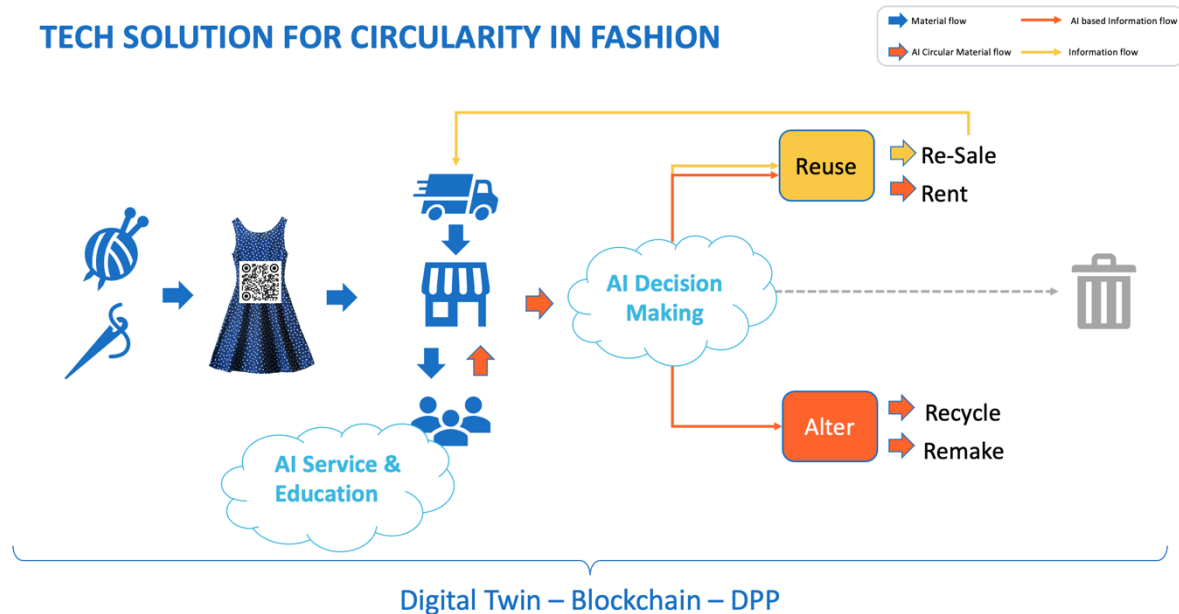 TECH SOLUTION FOR CIRCULARITY IN FASHION
Material flow
AI based Information flow
AI Circular Material flow
Information flow
Reuse
Re-Sale
Rent
AI Decision
Making
Alter
Recycle
Remake
AI Service &
Education
Digital Twin – Blockchain – DPP